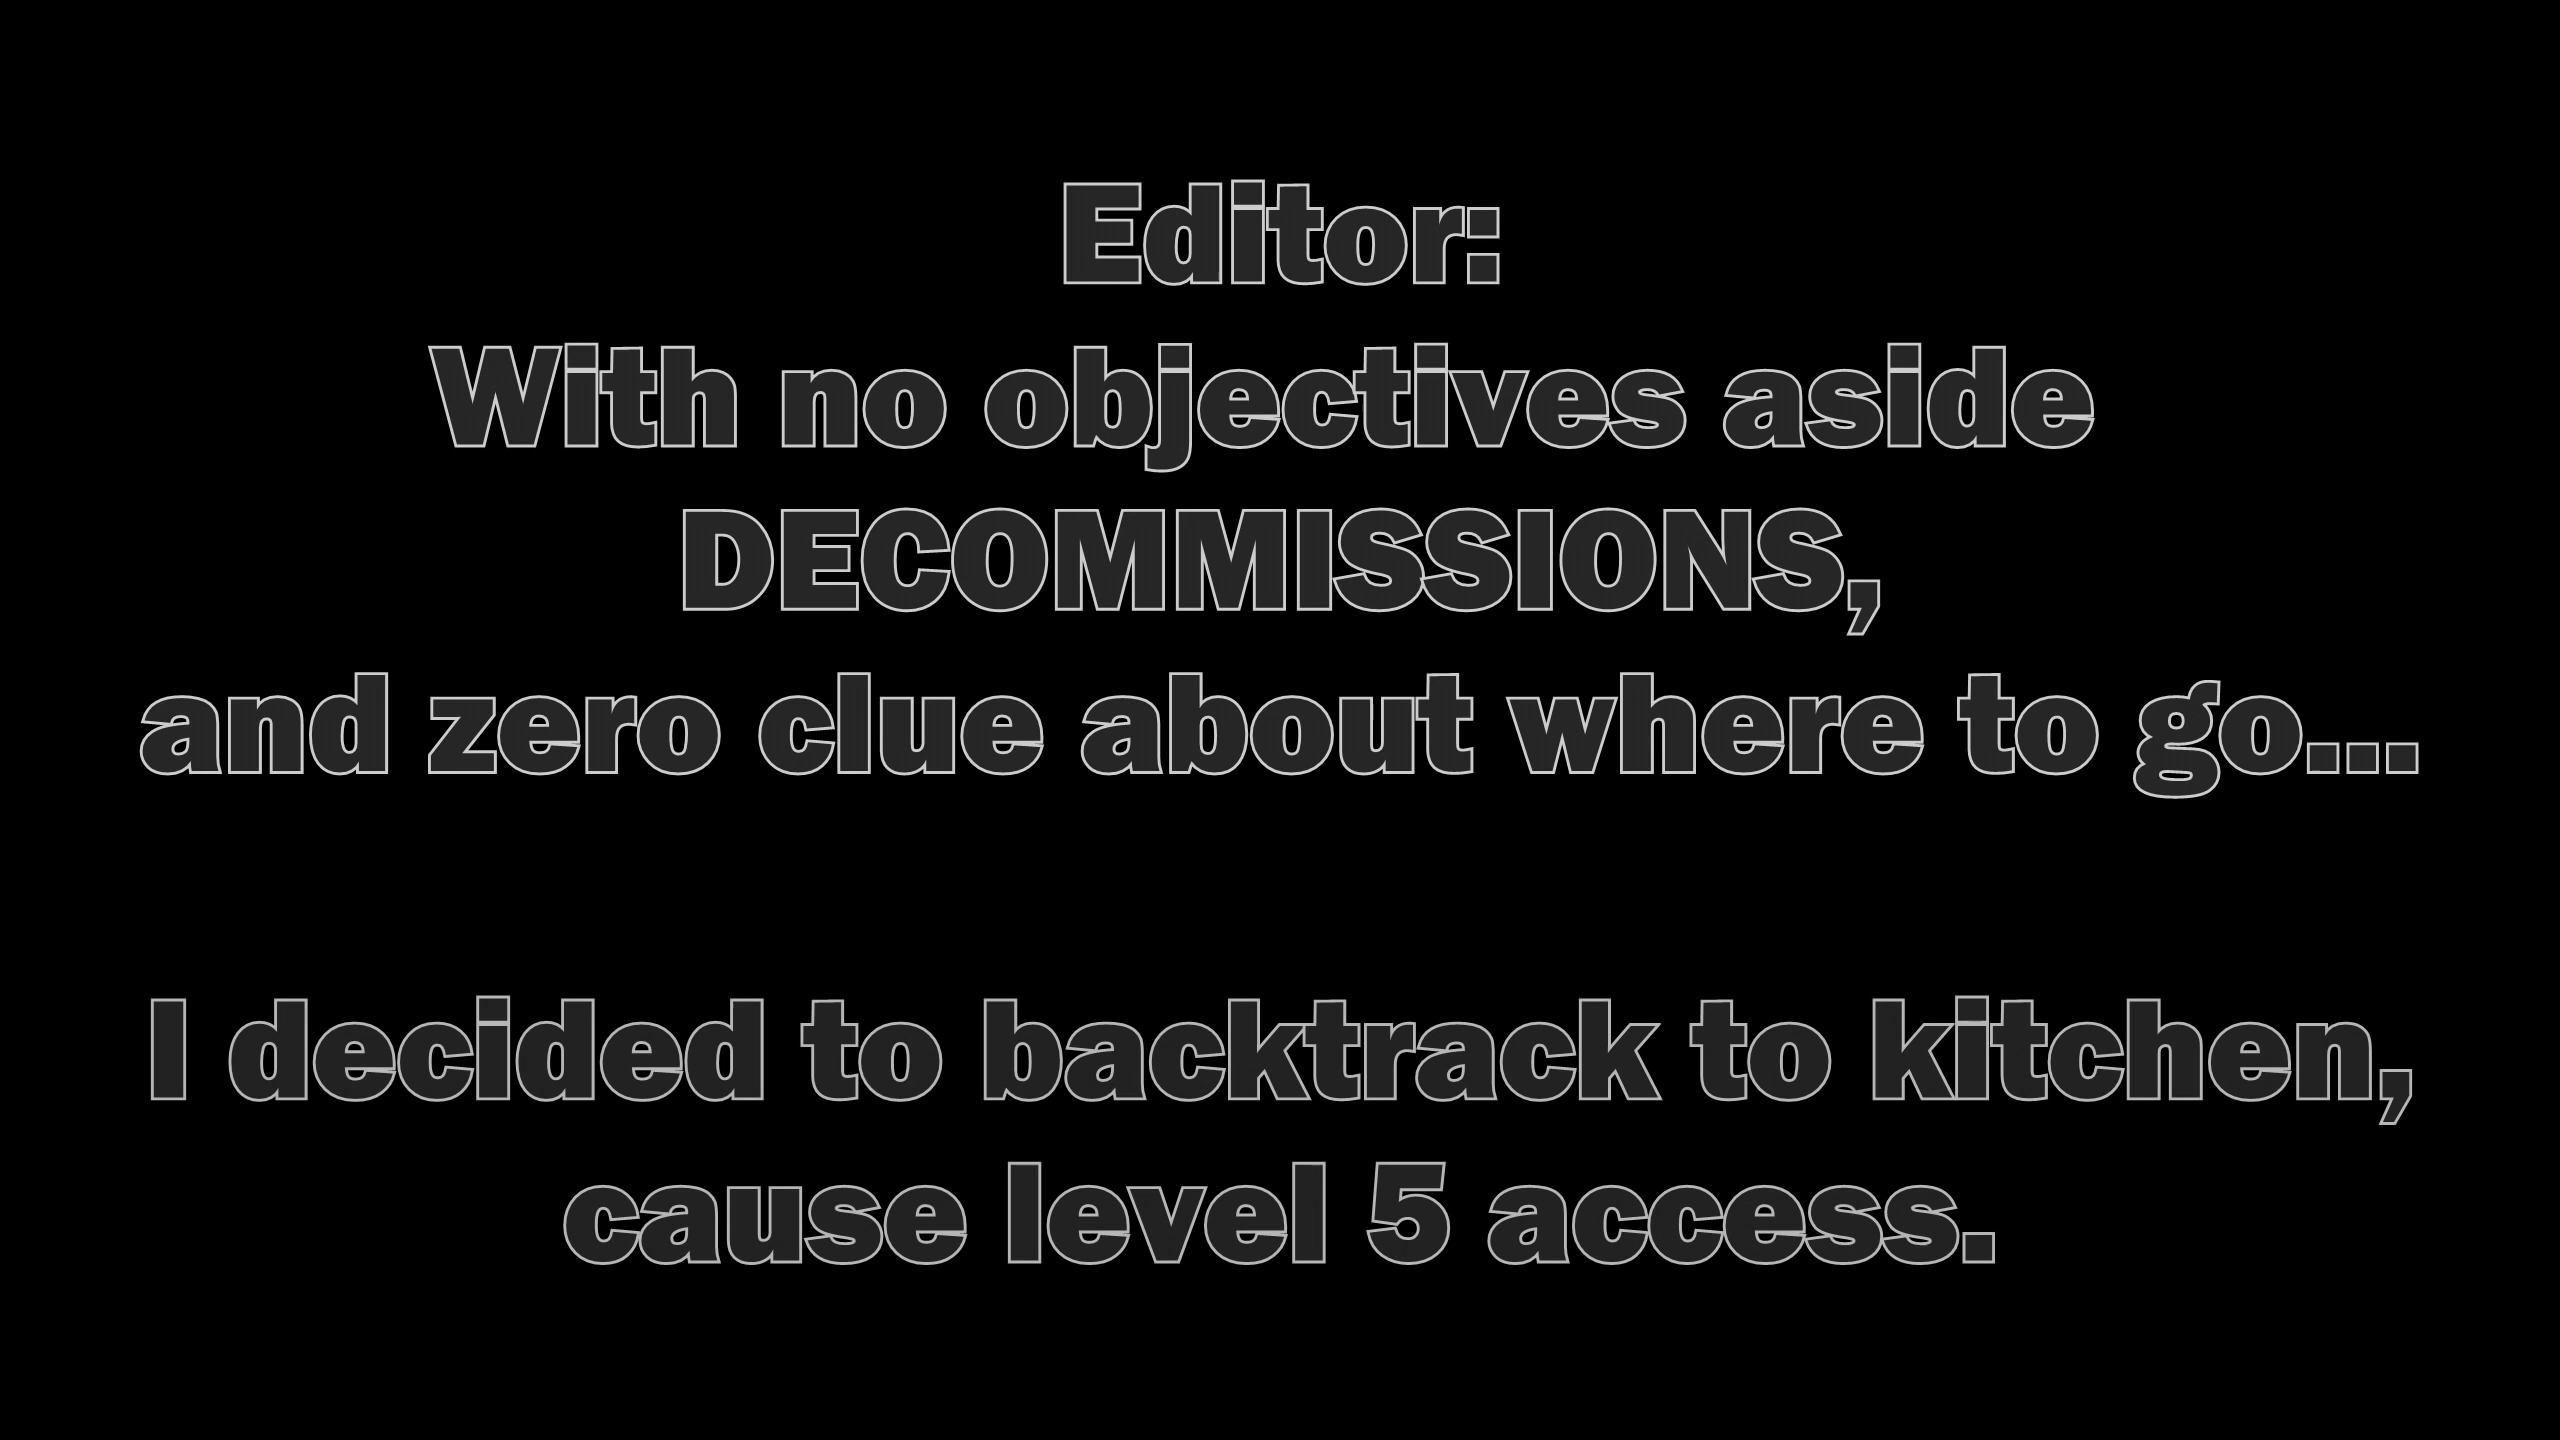 Editor:
With no objectives aside
DECOMMISSIONS,
and zero clue about where to go...
I decided to backtrack to kitchen,
cause level 5 access.